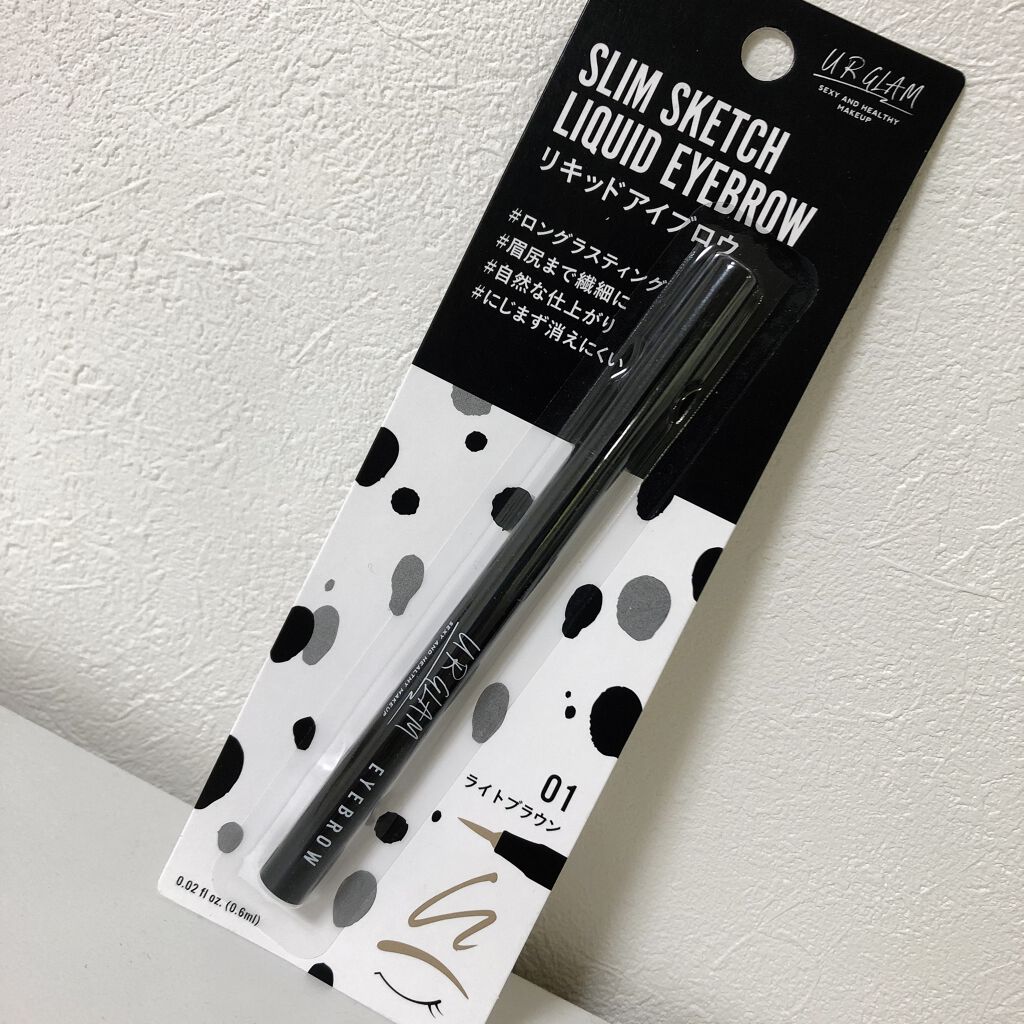 URGLAM
SEXY AND HEALTHY
MAKEUP
SLIM SKETCH
LIQUID EYEBROW
リキッドアイブロウ
#ロングラスティング
#眉尻まで繊細に
#自然な仕上がり
#にじまず消えにくい
URGLAM
SEXY AND HEALTHY MAKEUP
EYEBROW
01
ライトブラウン
0.02 fl oz. (0.6ml)